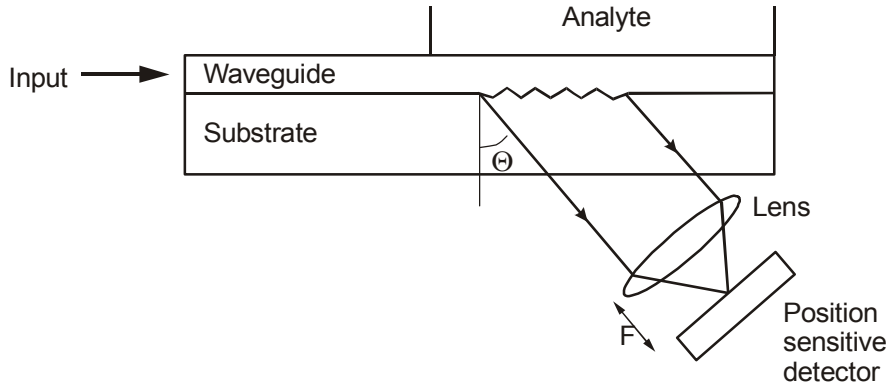 Analyte
Input
Waveguide
Substrate
Θ
Lens
F
Position
sensitive
detector